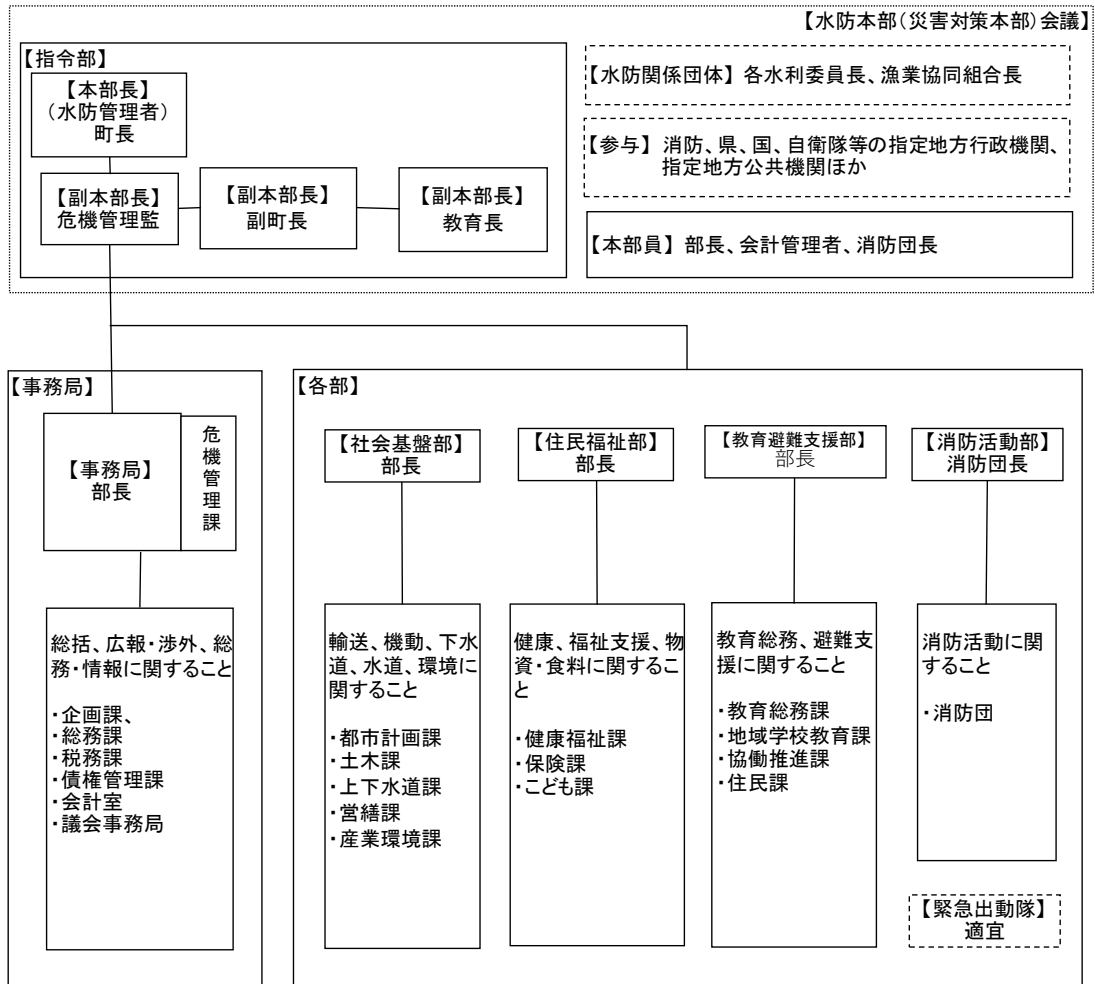 【水防本部(災害対策本部)会議】
【指令部】
【本部長】
(水防管理者)
町長
【副本部長】
危機管理監
【副本部長】
副町長
【副本部長】
教育長
【水防関係団体】 各水利委員長、漁業協同組合長
【参与】 消防、県、国、自衛隊等の指定地方行政機関、
指定地方公共機関ほか
【本部員】 部長、会計管理者、消防団長
【事務局】
【事務局】
部長
危機管理課
総括、広報・渉外、総
務・情報に関すること
・企画課、
・総務課
・税務課
・債権管理課
・会計室
・議会事務局
【各部】
【社会基盤部】
部長
輸送、機動、下水
道、水道、環境に
関すること
・都市計画課
・土木課
・上下水道課
・営繕課
・産業環境課
【住民福祉部】
部長
健康、福祉支援、物
資・食料に関するこ
と
・健康福祉課
・保険課
・こども課
【教育避難支援部】
部長
教育総務、避難支
援に関すること
・教育総務課
・地域学校教育課
・協働推進課
・住民課
【消防活動部】
消防団長
消防活動に関
すること
・消防団
【緊急出動隊】
適宜